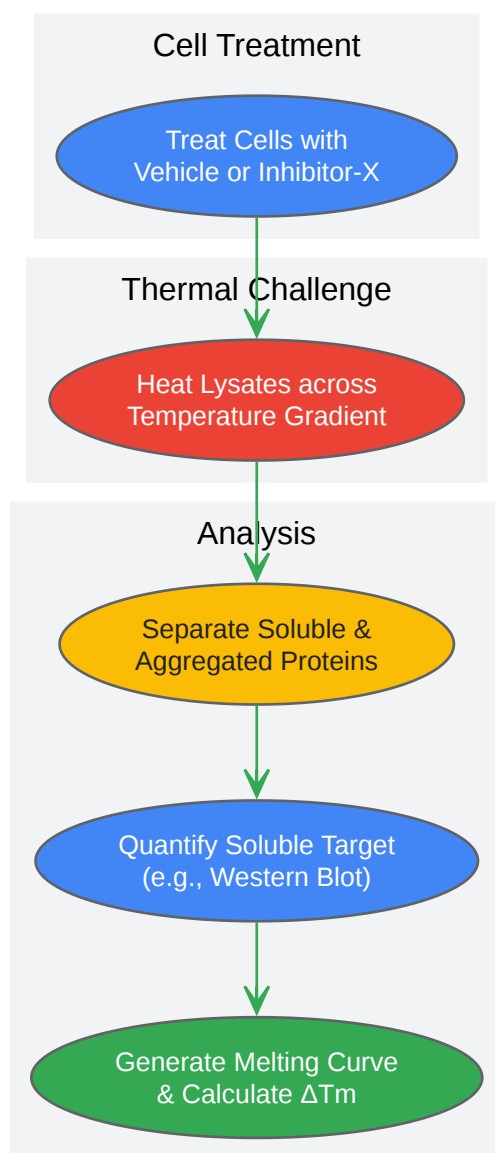 Cell Treatment
Treat Cells with
Vehicle or Inhibitor-X
Thermal Challenge
Heat Lysates across
Temperature Gradient
Analysis
Separate Soluble &
Aggregated Proteins
Quantify Soluble Target
(e.g., Western Blot)
Generate Melting Curve
& Calculate ΔTm